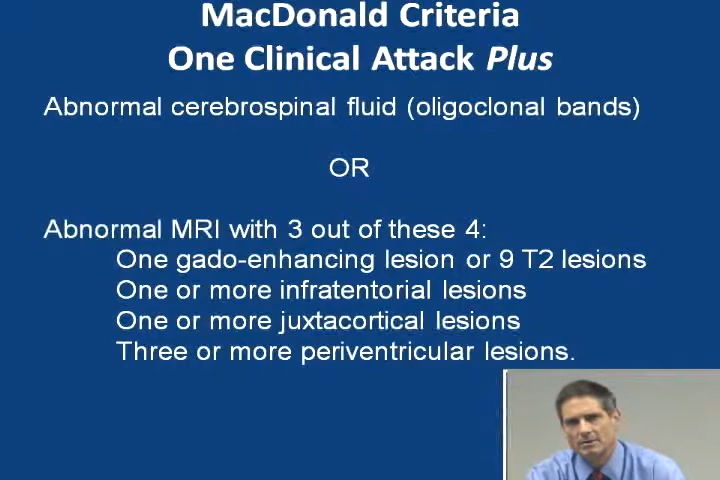 MacDonald Criteria
One Clinical Attack Plus
Abnormal cerebrospinal fluid (oligoclonal bands)
OR
Abnormal MRI with 3 out of these 4:
One gado-enhancing lesion or 9 T2 lesions
One or more infratentorial lesions
One or more juxtacortical lesions
Three or more periventricular lesions.